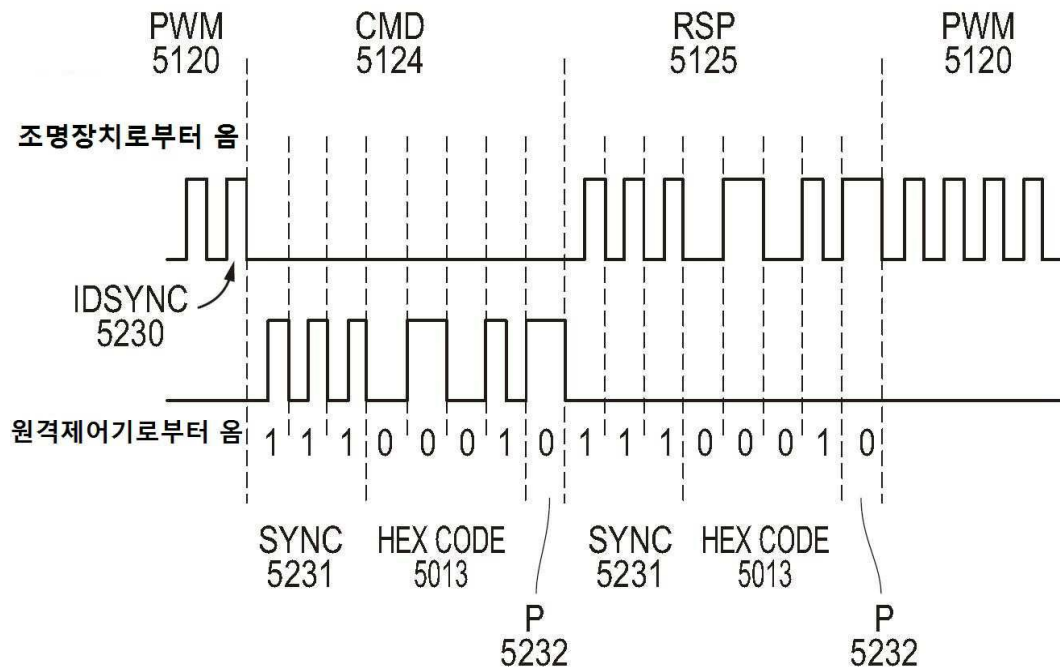 PWM
5120
CMD
5124
RSP
5125
PWM
5120
조명장치로부터 옴
IDSYNC
5230
원격제어기로부터 옴
1 1 1 0 0 0 1 0 1 1 1 0 0 0 1 0
SYNC
5231
HEX CODE
5013
SYNC
5231
HEX CODE
5013
P
5232
P
5232